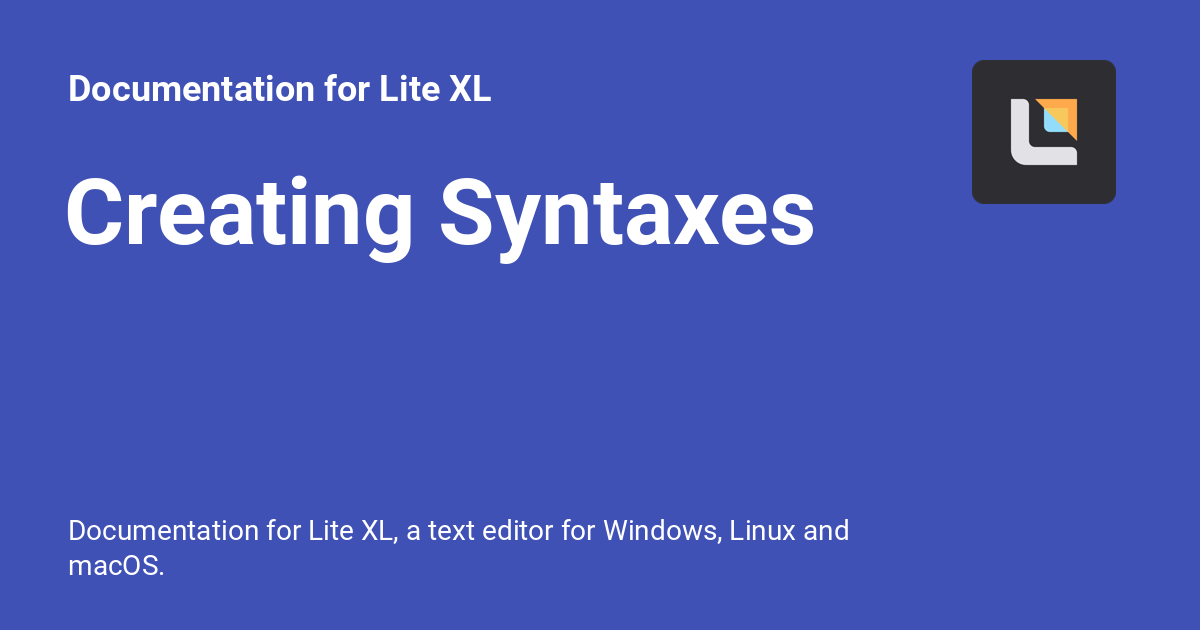 Documentation for Lite XL
Creating Syntaxes
Documentation for Lite XL, a text editor for Windows, Linux and
macOS.